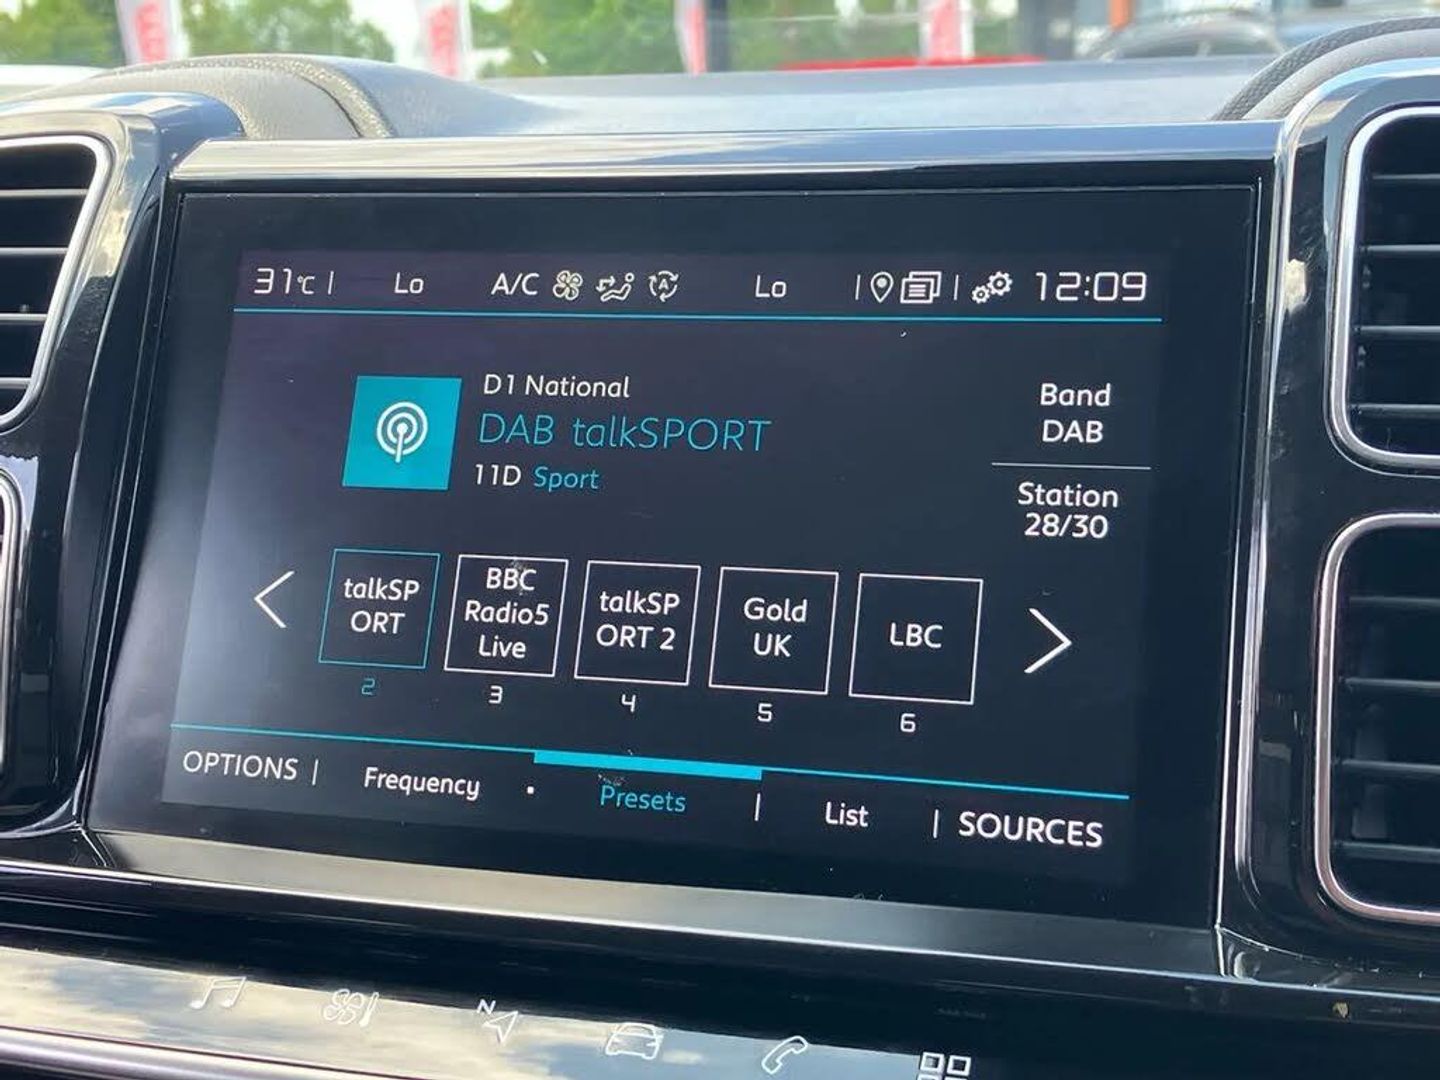 31°C | Lo A/C A Lo | | 12:09
D1 National
DAB talkSPORT
11D Sport
Band
DAB
Station
28/30
talkSP
ORT
2
BBC
Radio5
Live
3
talkSP
ORT 2
4
Gold
UK
5
LBC
6
OPTIONS | Frequency · Presets | List | SOURCES
N